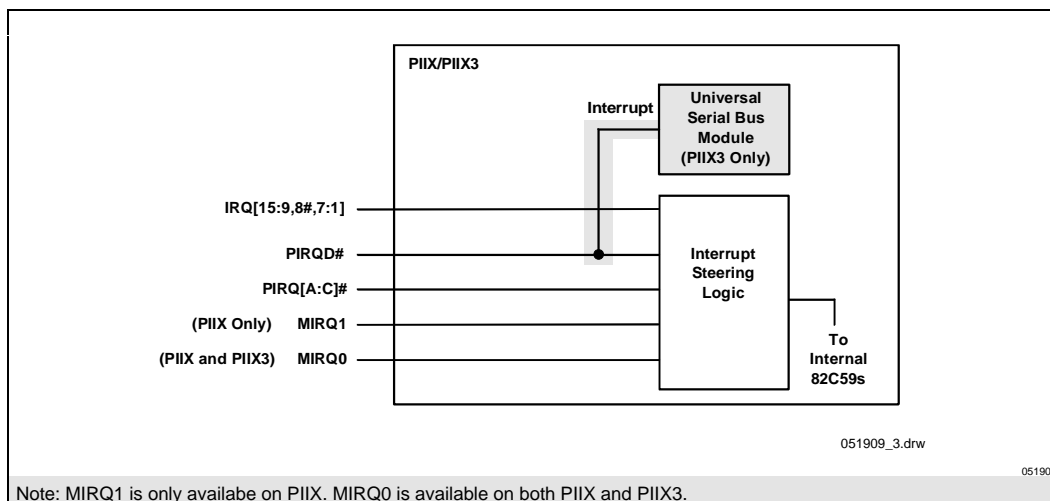 PIIX/PIIX3
Interrupt
Universal
Serial Bus
Module
(PIIX3 Only)
IRQ[15:9,8#,7:1]
PIRQD#
PIRQ[A:C]#
(PIIX Only) MIRQ1
(PIIX and PIIX3) MIRQ0
Interrupt
Steering
Logic
To
Internal
82C59s
051909_3.drw
05190
Note: MIRQ1 is only availabe on PIIX. MIRQ0 is available on both PIIX and PIIX3.